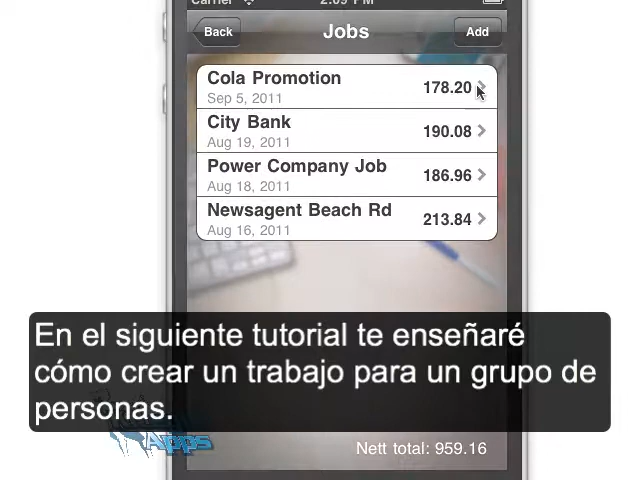 Carrier 2:09 PM
Back Jobs Add
Cola Promotion 178.20
Sep 5, 2011
City Bank 190.08
Aug 19, 2011
Power Company Job 186.96
Aug 18, 2011
Newsagent Beach Rd 213.84
Aug 16, 2011
En el siguiente tutorial te enseñaré
cómo crear un trabajo para un grupo de
personas.
Apps
Nett total: 959.16